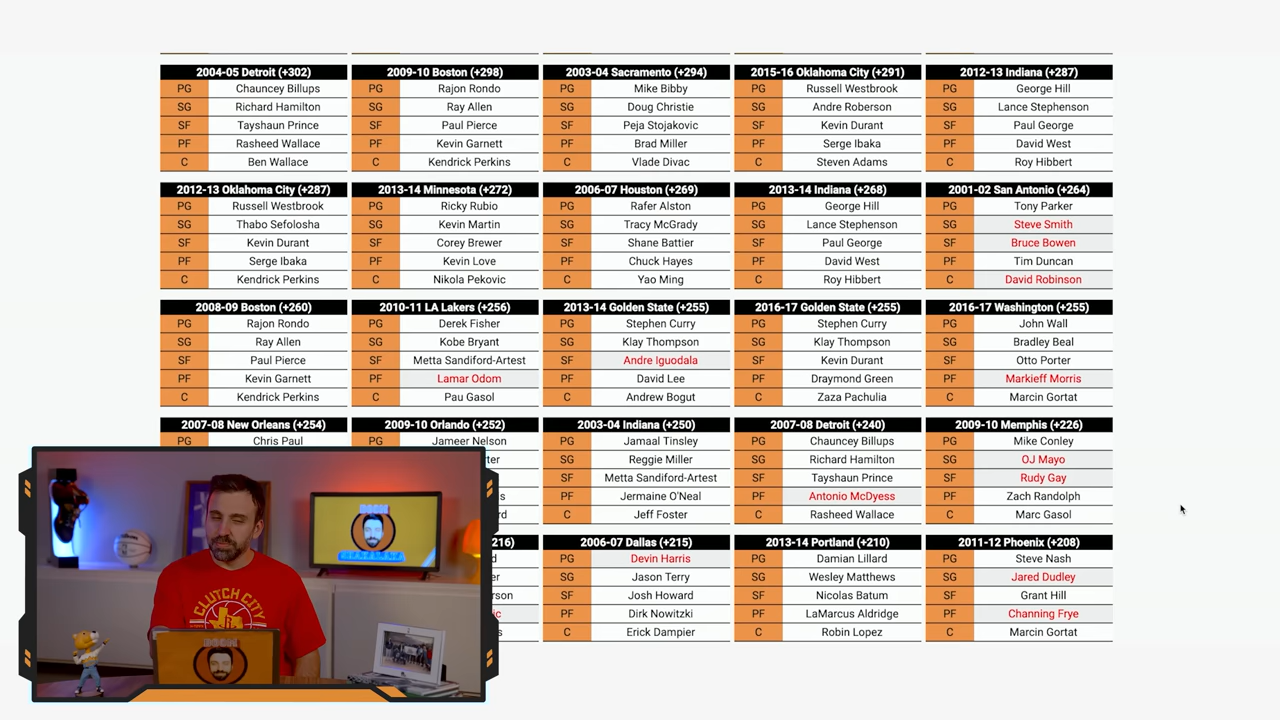 2004-05 Detroit (+302)
PG Chauncey Billups
SG Richard Hamilton
SF Tayshaun Prince
PF Rasheed Wallace
C Ben Wallace
2009-10 Boston (+298)
PG Rajon Rondo
SG Ray Allen
SF Paul Pierce
PF Kevin Garnett
C Kendrick Perkins
2003-04 Sacramento (+294)
PG Mike Bibby
SG Doug Christie
SF Peja Stojakovic
PF Brad Miller
C Vlade Divac
2015-16 Oklahoma City (+291)
PG Russell Westbrook
SG Andre Roberson
SF Kevin Durant
PF Serge Ibaka
C Steven Adams
2012-13 Indiana (+287)
PG George Hill
SG Lance Stephenson
SF Paul George
PF David West
C Roy Hibbert
2012-13 Oklahoma City (+287)
PG Russell Westbrook
SG Thabo Sefolosha
SF Kevin Durant
PF Serge Ibaka
C Kendrick Perkins
2013-14 Minnesota (+272)
PG Ricky Rubio
SG Kevin Martin
SF Corey Brewer
PF Kevin Love
C Nikola Pekovic
2006-07 Houston (+269)
PG Rafer Alston
SG Tracy McGrady
SF Shane Battier
PF Chuck Hayes
C Yao Ming
2013-14 Indiana (+268)
PG George Hill
SG Lance Stephenson
SF Paul George
PF David West
C Roy Hibbert
2001-02 San Antonio (+264)
PG Tony Parker
SG Steve Smith
SF Bruce Bowen
PF Tim Duncan
C David Robinson
2008-09 Boston (+260)
PG Rajon Rondo
SG Ray Allen
SF Paul Pierce
PF Kevin Garnett
C Kendrick Perkins
2010-11 LA Lakers (+256)
PG Derek Fisher
SG Kobe Bryant
SF Metta Sandiford-Artest
PF Lamar Odom
C Pau Gasol
2013-14 Golden State (+255)
PG Stephen Curry
SG Klay Thompson
SF Andre Iguodala
PF David Lee
C Andrew Bogut
2016-17 Golden State (+255)
PG Stephen Curry
SG Klay Thompson
SF Kevin Durant
PF Draymond Green
C Zaza Pachulia
2016-17 Washington (+255)
PG John Wall
SG Bradley Beal
SF Otto Porter
PF Markieff Morris
C Marcin Gortat
2007-08 New Orleans (+254)
PG Chris Paul
2009-10 Orlando (+252)
PG Jameer Nelson
2003-04 Indiana (+250)
PG Jamaal Tinsley
SG Reggie Miller
SF Metta Sandiford-Artest
PF Jermaine O'Neal
C Jeff Foster
2007-08 Detroit (+240)
PG Chauncey Billups
SG Richard Hamilton
SF Tayshaun Prince
PF Antonio McDyess
C Rasheed Wallace
2009-10 Memphis (+226)
PG Mike Conley
SG OJ Mayo
SF Rudy Gay
PF Zach Randolph
C Marc Gasol
216)
2006-07 Dallas (+215)
PG Devin Harris
SG Jason Terry
SF Josh Howard
PF Dirk Nowitzki
C Erick Dampier
2013-14 Portland (+210)
PG Damian Lillard
SG Wesley Matthews
SF Nicolas Batum
PF LaMarcus Aldridge
C Robin Lopez
2011-12 Phoenix (+208)
PG Steve Nash
SG Jared Dudley
SF Grant Hill
PF Channing Frye
C Marcin Gortat
CLUTCH CITY